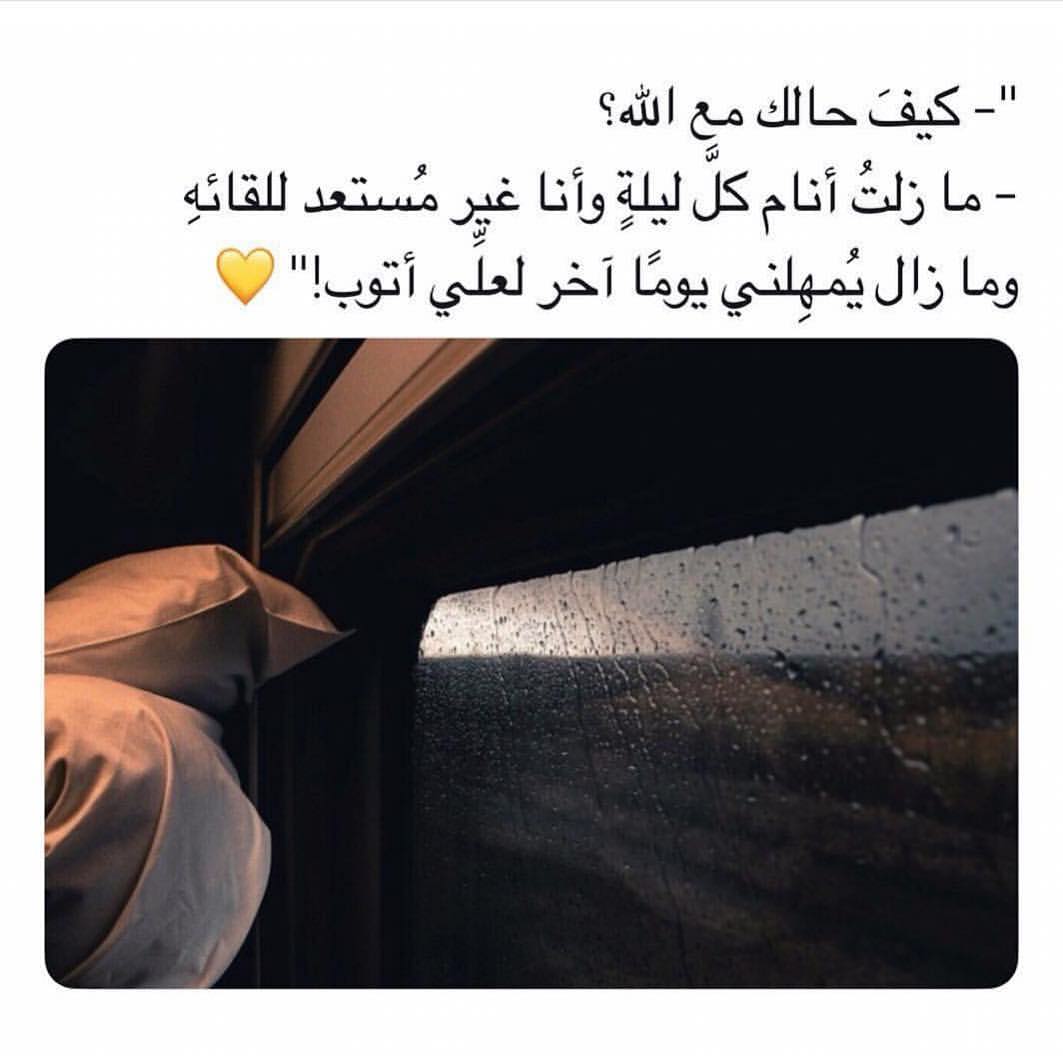 "- كيفَ حالك مع الله؟
- ما زلتُ أنام كلَّ ليلةٍ وأنا غير مُستعد للقائهِ
وما زال يُمهِلني يومًا آخر لعلِّي أتوب!" 💛